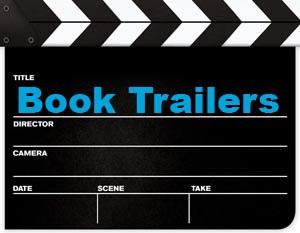 TITLE
Book Trailers
DIRECTOR
CAMERA
DATE SCENE TAKE